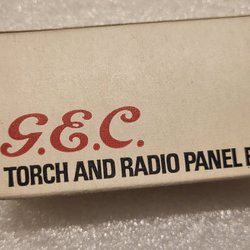 G.E.C.
TORCH AND RADIO PANEL